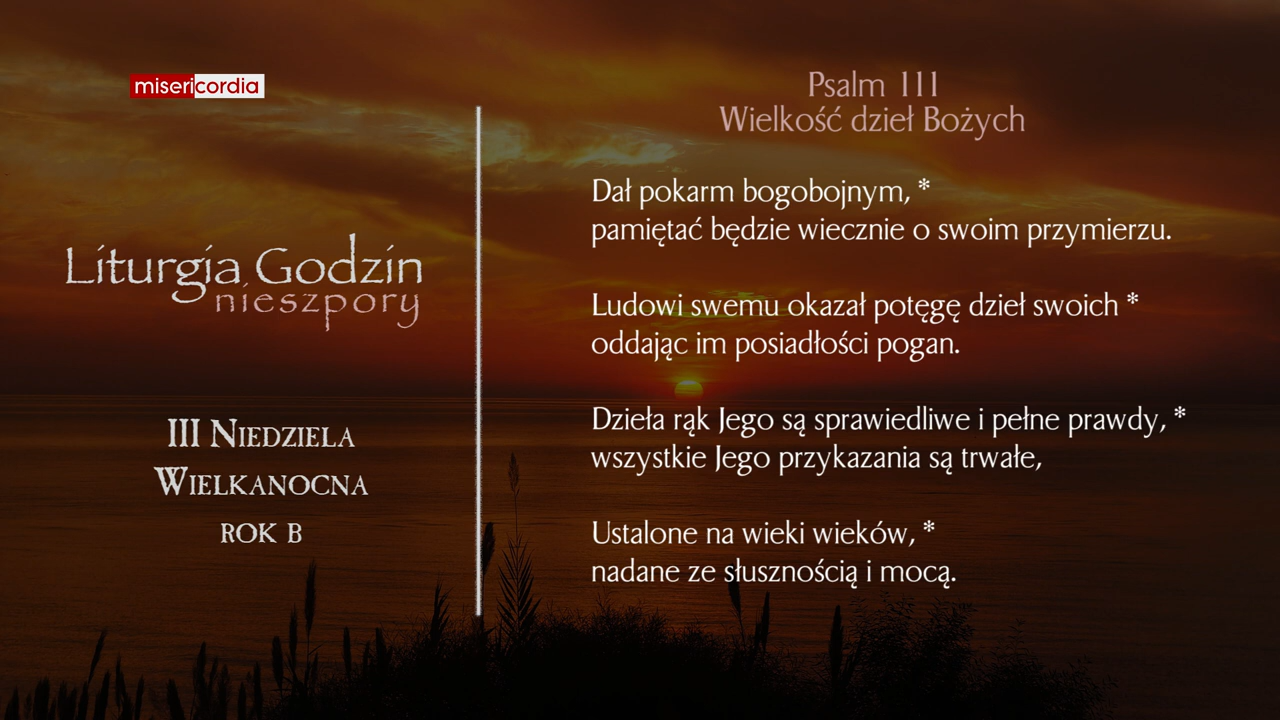 misericordia
Liturgia Godzin
nieszpory
III Niedziela
Wielkanocna
rok B
Psalm 111
Wielkość dzieł Bożych
Dał pokarm bogobojnym, *
pamiętać będzie wiecznie o swoim przymierzu.
Ludowi swemu okazał potęgę dzieł swoich *
oddając im posiadłości pogan.
Dzieła rąk Jego są sprawiedliwe i pełne prawdy, *
wszystkie Jego przykazania są trwałe,
Ustalone na wieki wieków, *
nadane ze słusznością i mocą.